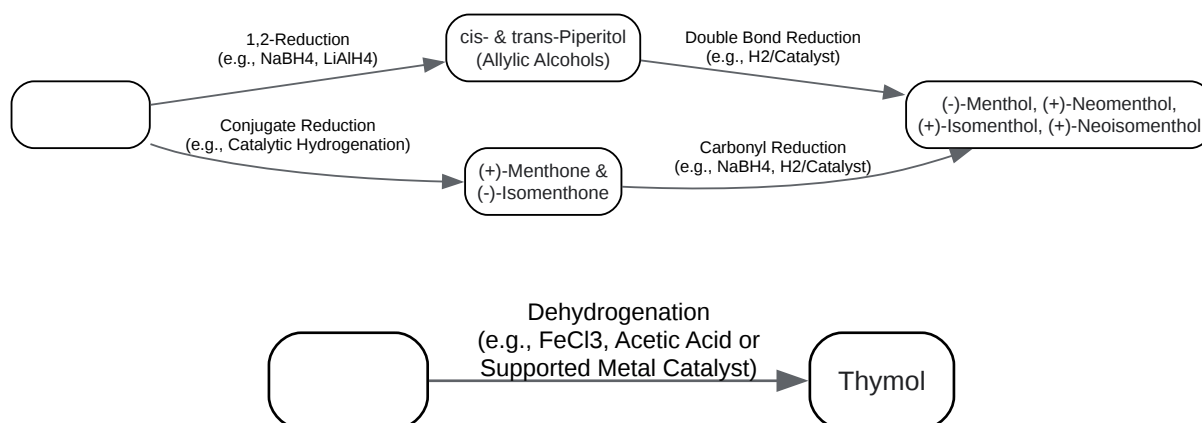 1,2-Reduction
(e.g., NaBH4, LiAlH4)
cis- & trans-Piperitol
(Allylic Alcohols)
Double Bond Reduction
(e.g., H2/Catalyst)
(-)-Menthol, (+)-Neomenthol,
(+)-Isomenthol, (+)-Neoisomenthol
Conjugate Reduction
(e.g., Catalytic Hydrogenation)
(+)-Menthone &
(-)-Isomenthone
Carbonyl Reduction
(e.g., NaBH4, H2/Catalyst)
Dehydrogenation
(e.g., FeCl3, Acetic Acid or
Supported Metal Catalyst)
Thymol